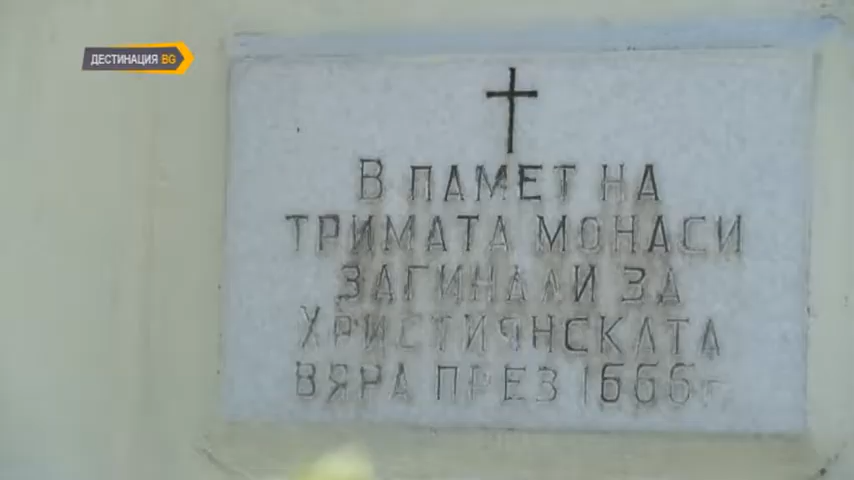 ДЕСТИНАЦИЯ BG
В ПАМЕТ НА
ТРИМАТА МОНАСИ
ЗАГИНАЛИ ЗА
ХРИСТИЯНСКАТА
ВЯРА ПРЕЗ 1666 г.